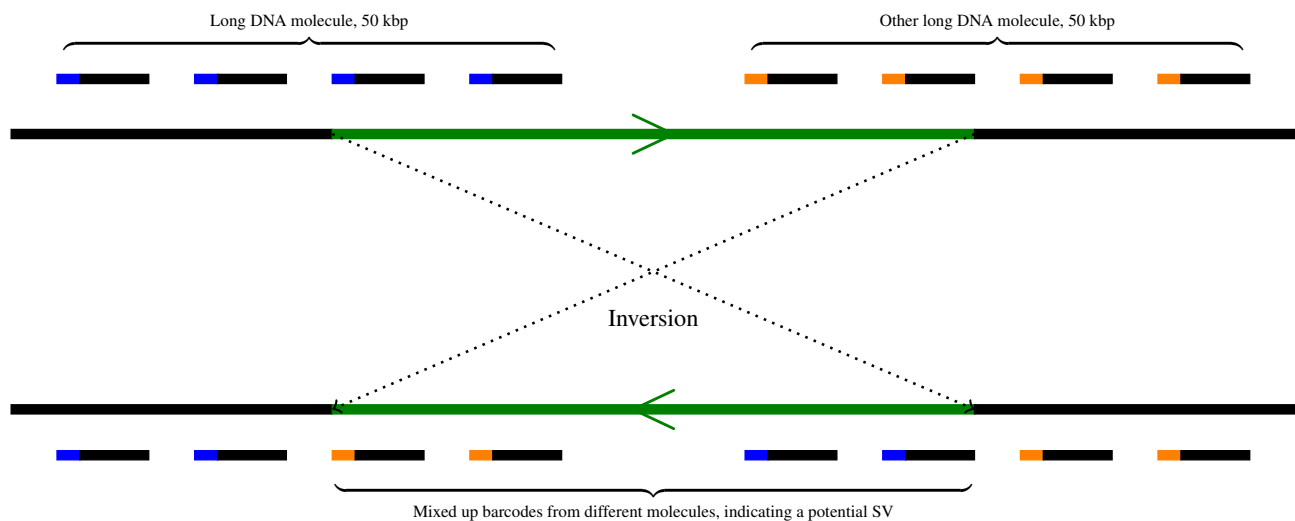 Long DNA molecule, 50 kbp
Other long DNA molecule, 50 kbp
Inversion
Mixed up barcodes from different molecules, indicating a potential SV